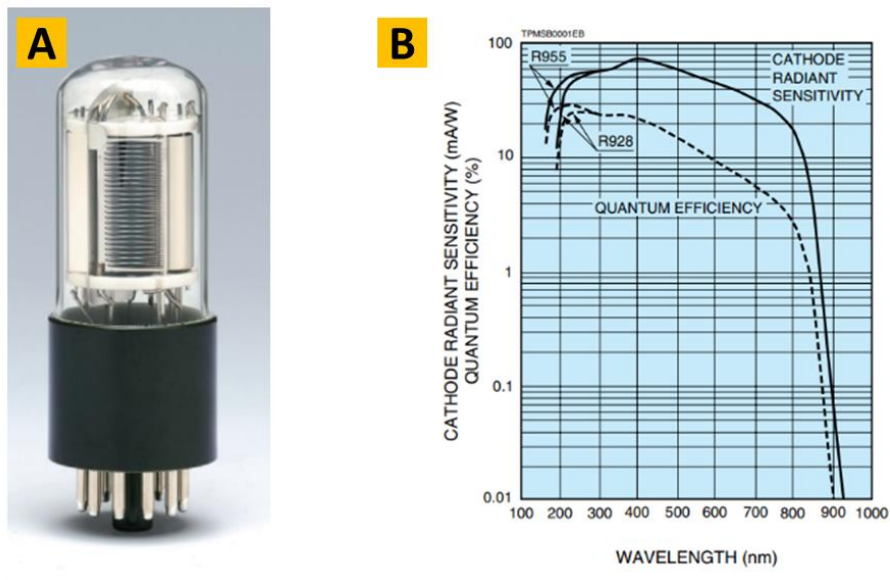 A
B
TPMSB0001EB
100
10
1
0.1
0.01
CATHODE RADIANT SENSITIVITY (mA/W)
QUANTUM EFFICIENCY (%)
R955
CATHODE
RADIANT
SENSITIVITY
R928
QUANTUM EFFICIENCY
100 200 300 400 500 600 700 800 900 1000
WAVELENGTH (nm)